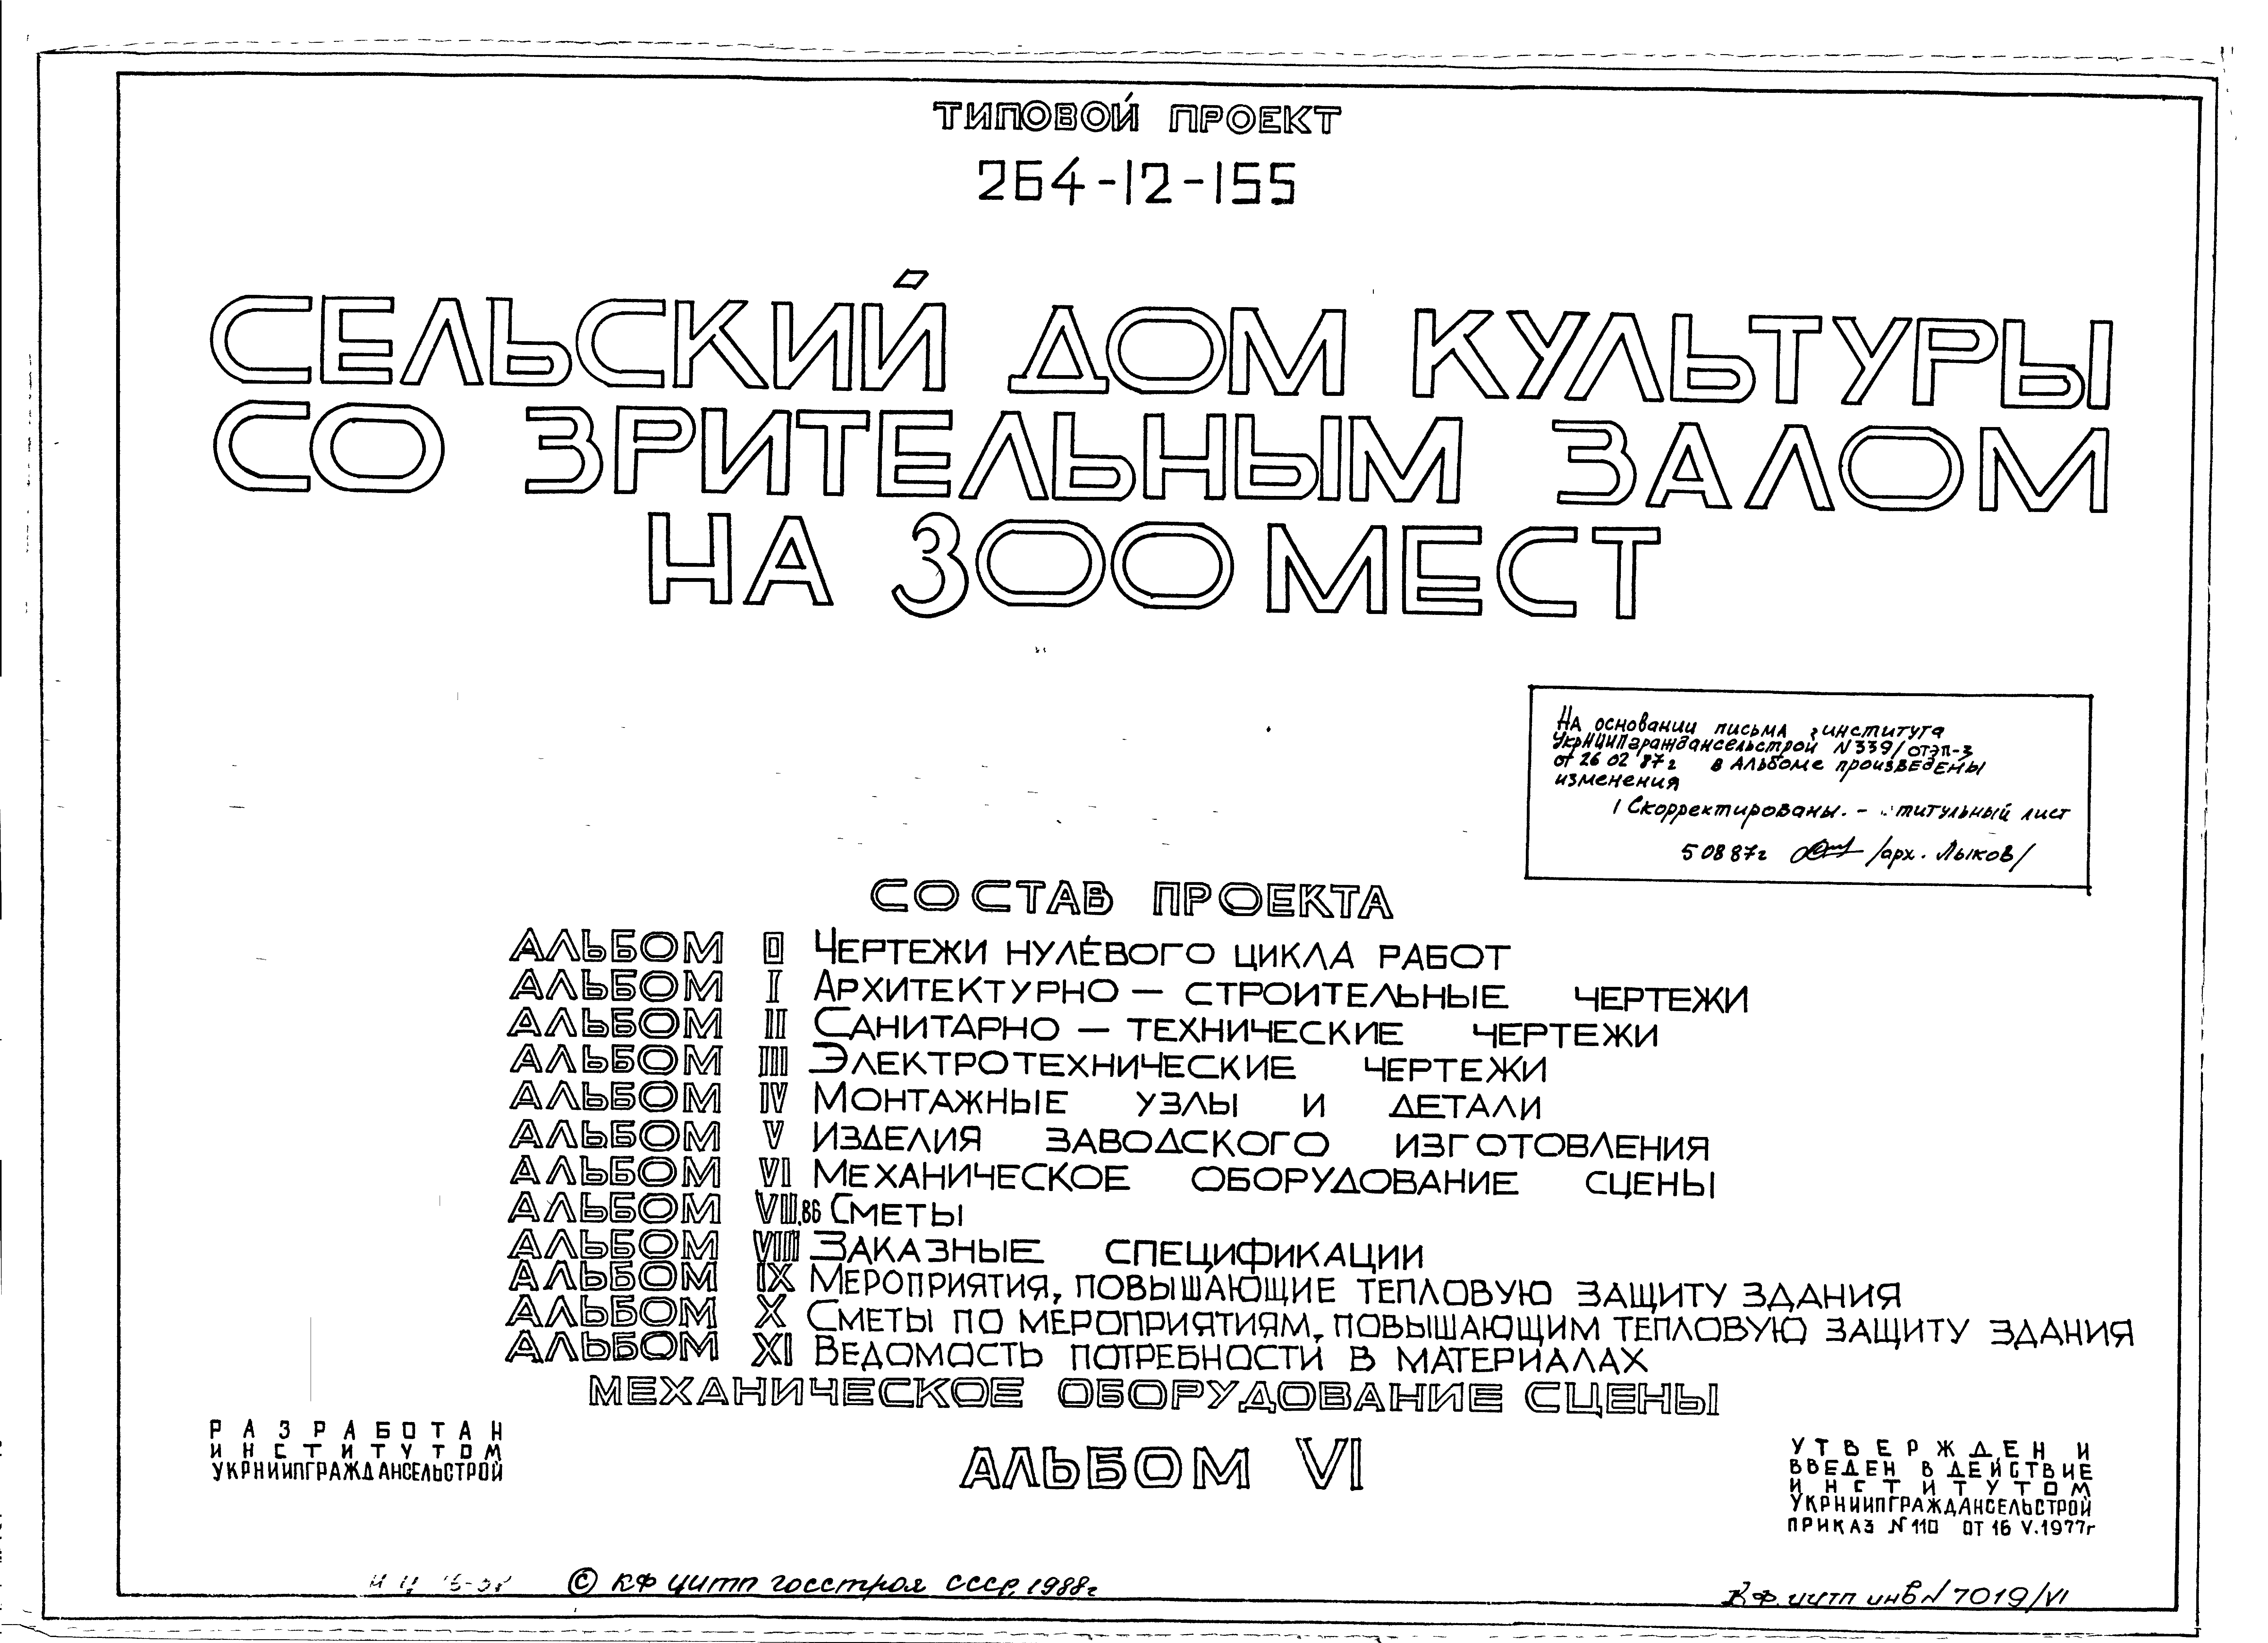 ТИПОВОЙ ПРОЕКТ
264-12-155
СЕЛЬСКИЙ ДОМ КУЛЬТУРЫ
СО ЗРИТЕЛЬНЫМ ЗАЛОМ
НА 300 МЕСТ
На основании письма института
УкрНИИПграждансельстрой N339/отэп-3
от 26 02 87г в Альбоме произведены
изменения
1 Скорректированы - титульный лист
5 08 87г /арх. Лыков/
СОСТАВ ПРОЕКТА
АЛЬБОМ 0 ЧЕРТЕЖИ НУЛЕВОГО ЦИКЛА РАБОТ
АЛЬБОМ I АРХИТЕКТУРНО – СТРОИТЕЛЬНЫЕ ЧЕРТЕЖИ
АЛЬБОМ II САНИТАРНО – ТЕХНИЧЕСКИЕ ЧЕРТЕЖИ
АЛЬБОМ III ЭЛЕКТРОТЕХНИЧЕСКИЕ ЧЕРТЕЖИ
АЛЬБОМ IV МОНТАЖНЫЕ УЗЛЫ И ДЕТАЛИ
АЛЬБОМ V ИЗДЕЛИЯ ЗАВОДСКОГО ИЗГОТОВЛЕНИЯ
АЛЬБОМ VI МЕХАНИЧЕСКОЕ ОБОРУДОВАНИЕ СЦЕНЫ
АЛЬБОМ VII.86 СМЕТЫ
АЛЬБОМ VIII ЗАКАЗНЫЕ СПЕЦИФИКАЦИИ
АЛЬБОМ IX МЕРОПРИЯТИЯ, ПОВЫШАЮЩИЕ ТЕПЛОВУЮ ЗАЩИТУ ЗДАНИЯ
АЛЬБОМ X СМЕТЫ ПО МЕРОПРИЯТИЯМ, ПОВЫШАЮЩИМ ТЕПЛОВУЮ ЗАЩИТУ ЗДАНИЯ
АЛЬБОМ XI ВЕДОМОСТЬ ПОТРЕБНОСТИ В МАТЕРИАЛАХ
МЕХАНИЧЕСКОЕ ОБОРУДОВАНИЕ СЦЕНЫ
АЛЬБОМ VI
РАЗРАБОТАН
ИНСТИТУТОМ
УКРНИИПГРАЖДАНСЕЛЬСТРОЙ
УТВЕРЖДЕН И
ВВЕДЕН В ДЕЙСТВИЕ
ИНСТИТУТОМ
УКРНИИПГРАЖДАНСЕЛЬСТРОЙ
ПРИКАЗ N 110 ОТ 16 V.1977г
© КФ ЦИТП госстроя СССР, 1988г
КФ ЦИТП инв N 7019/VI